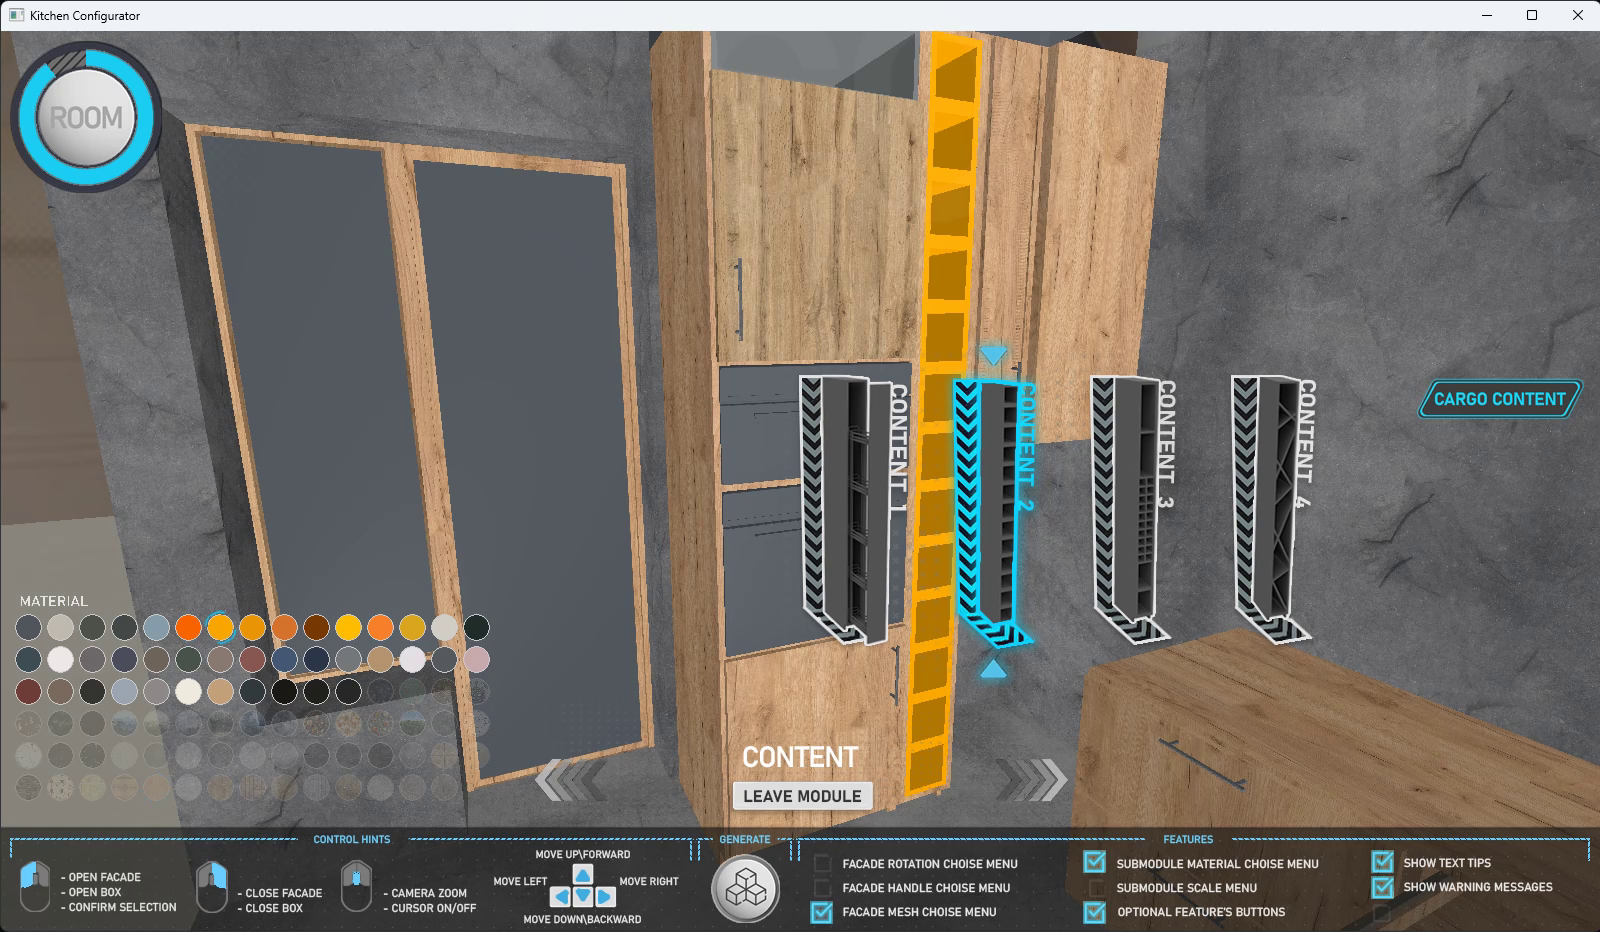 Kitchen Configurator
ROOM
CONTENT 1
CONTENT 2
CONTENT 3
CONTENT 4
CARGO CONTENT
MATERIAL
CONTENT
LEAVE MODULE
CONTROL HINTS
- OPEN FACADE
- OPEN BOX
- CONFIRM SELECTION
- CLOSE FACADE
- CLOSE BOX
- CAMERA ZOOM
- CURSOR ON/OFF
MOVE UP\FORWARD
MOVE LEFT
MOVE RIGHT
MOVE DOWN\BACKWARD
GENERATE
FEATURES
FACADE ROTATION CHOISE MENU
FACADE HANDLE CHOISE MENU
FACADE MESH CHOISE MENU
SUBMODULE MATERIAL CHOISE MENU
SUBMODULE SCALE MENU
OPTIONAL FEATURE'S BUTTONS
SHOW TEXT TIPS
SHOW WARNING MESSAGES